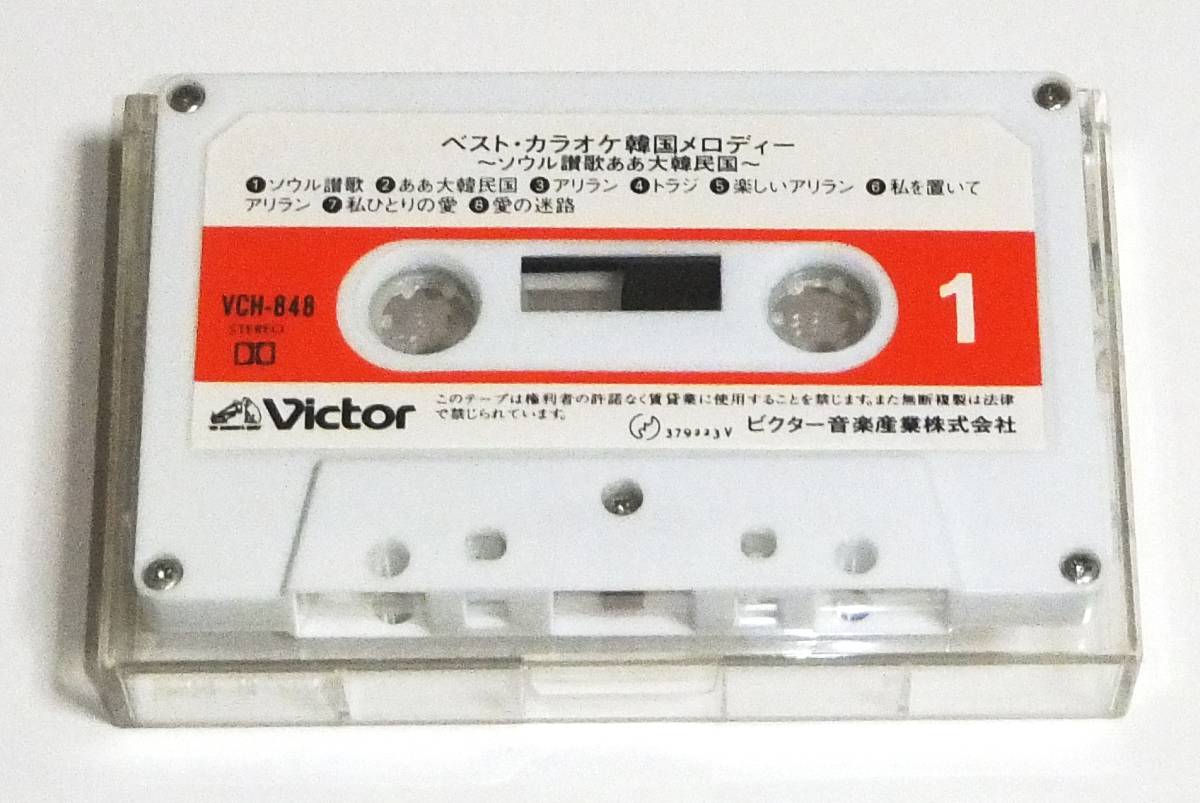 ベスト・カラオケ韓国メロディー
〜ソウル讃歌ああ大韓民国〜
❶ソウル讃歌 ❷ああ大韓民国 ❸アリラン ❹トラジ ❺楽しいアリラン ❻私を置いて
アリラン ❼私ひとりの愛 ❽愛の迷路
VCH-848
STEREO
1
Victor
このテープは権利者の許諾なく賃貸業に使用することを禁じます。また無断複製は法律
で禁じられています。
ビクター音楽産業株式会社